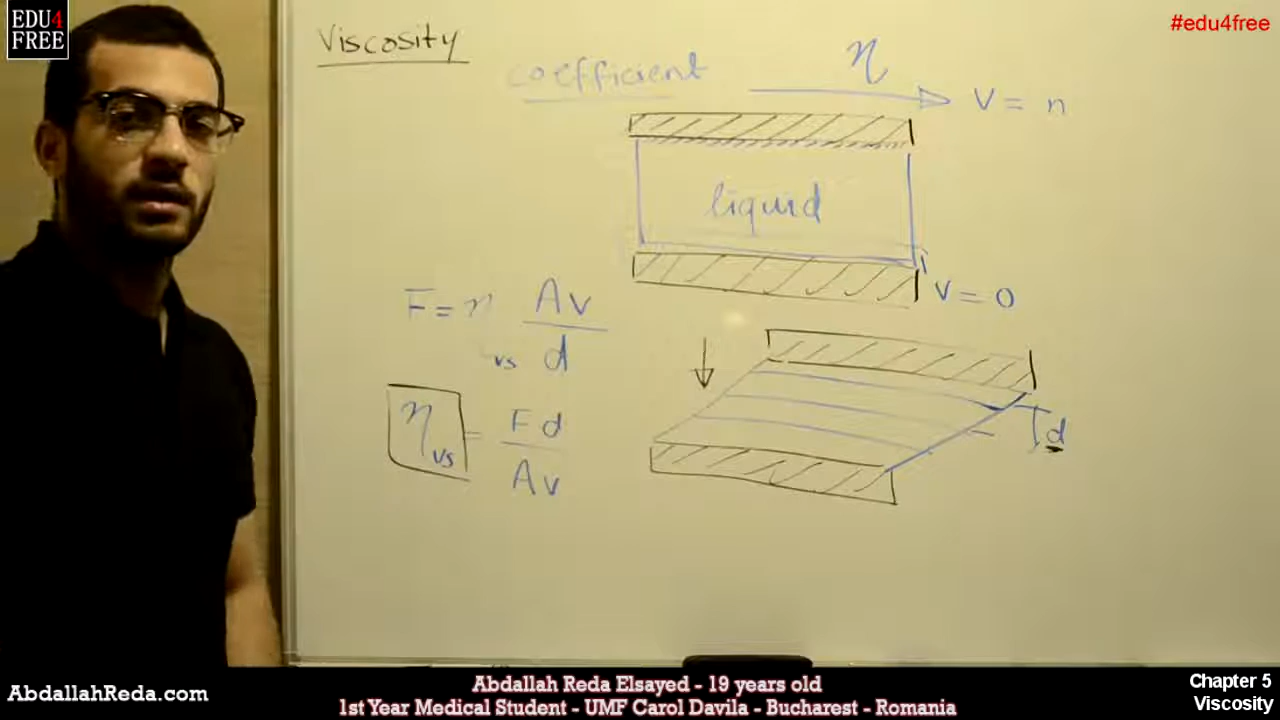 EDU4
FREE
#edu4free
Viscosity
coefficient η
V = n
liquid
V = 0
F = η Av
vs d
η vs = F d
Av
d
AbdallahReda.com
Abdallah Reda Elsayed - 19 years old
1st Year Medical Student - UMF Carol Davila - Bucharest - Romania
Chapter 5
Viscosity